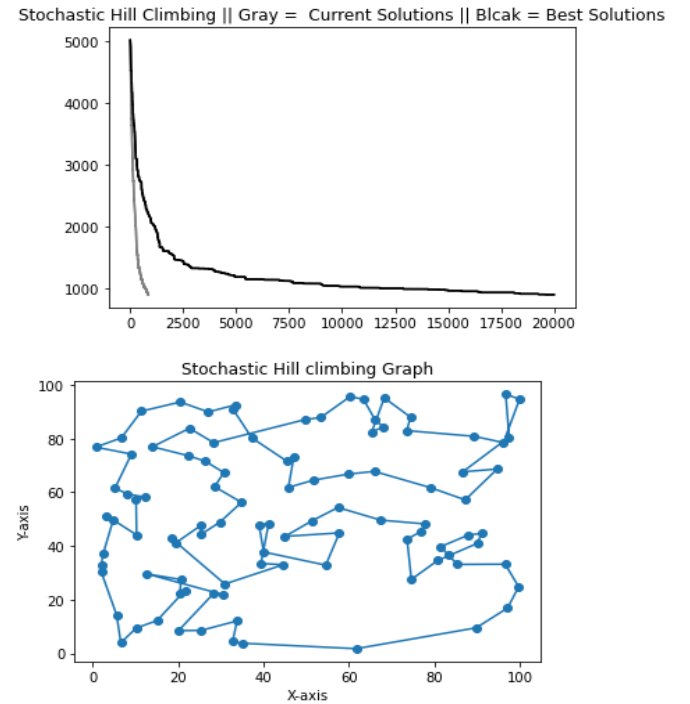 Stochastic Hill Climbing || Gray =  Current Solutions || Blcak = Best Solutions
5000
4000
3000
2000
1000
0 2500 5000 7500 10000 12500 15000 17500 20000
Stochastic Hill climbing Graph
100
80
60
40
20
0
Y-axis
0 20 40 60 80 100
X-axis